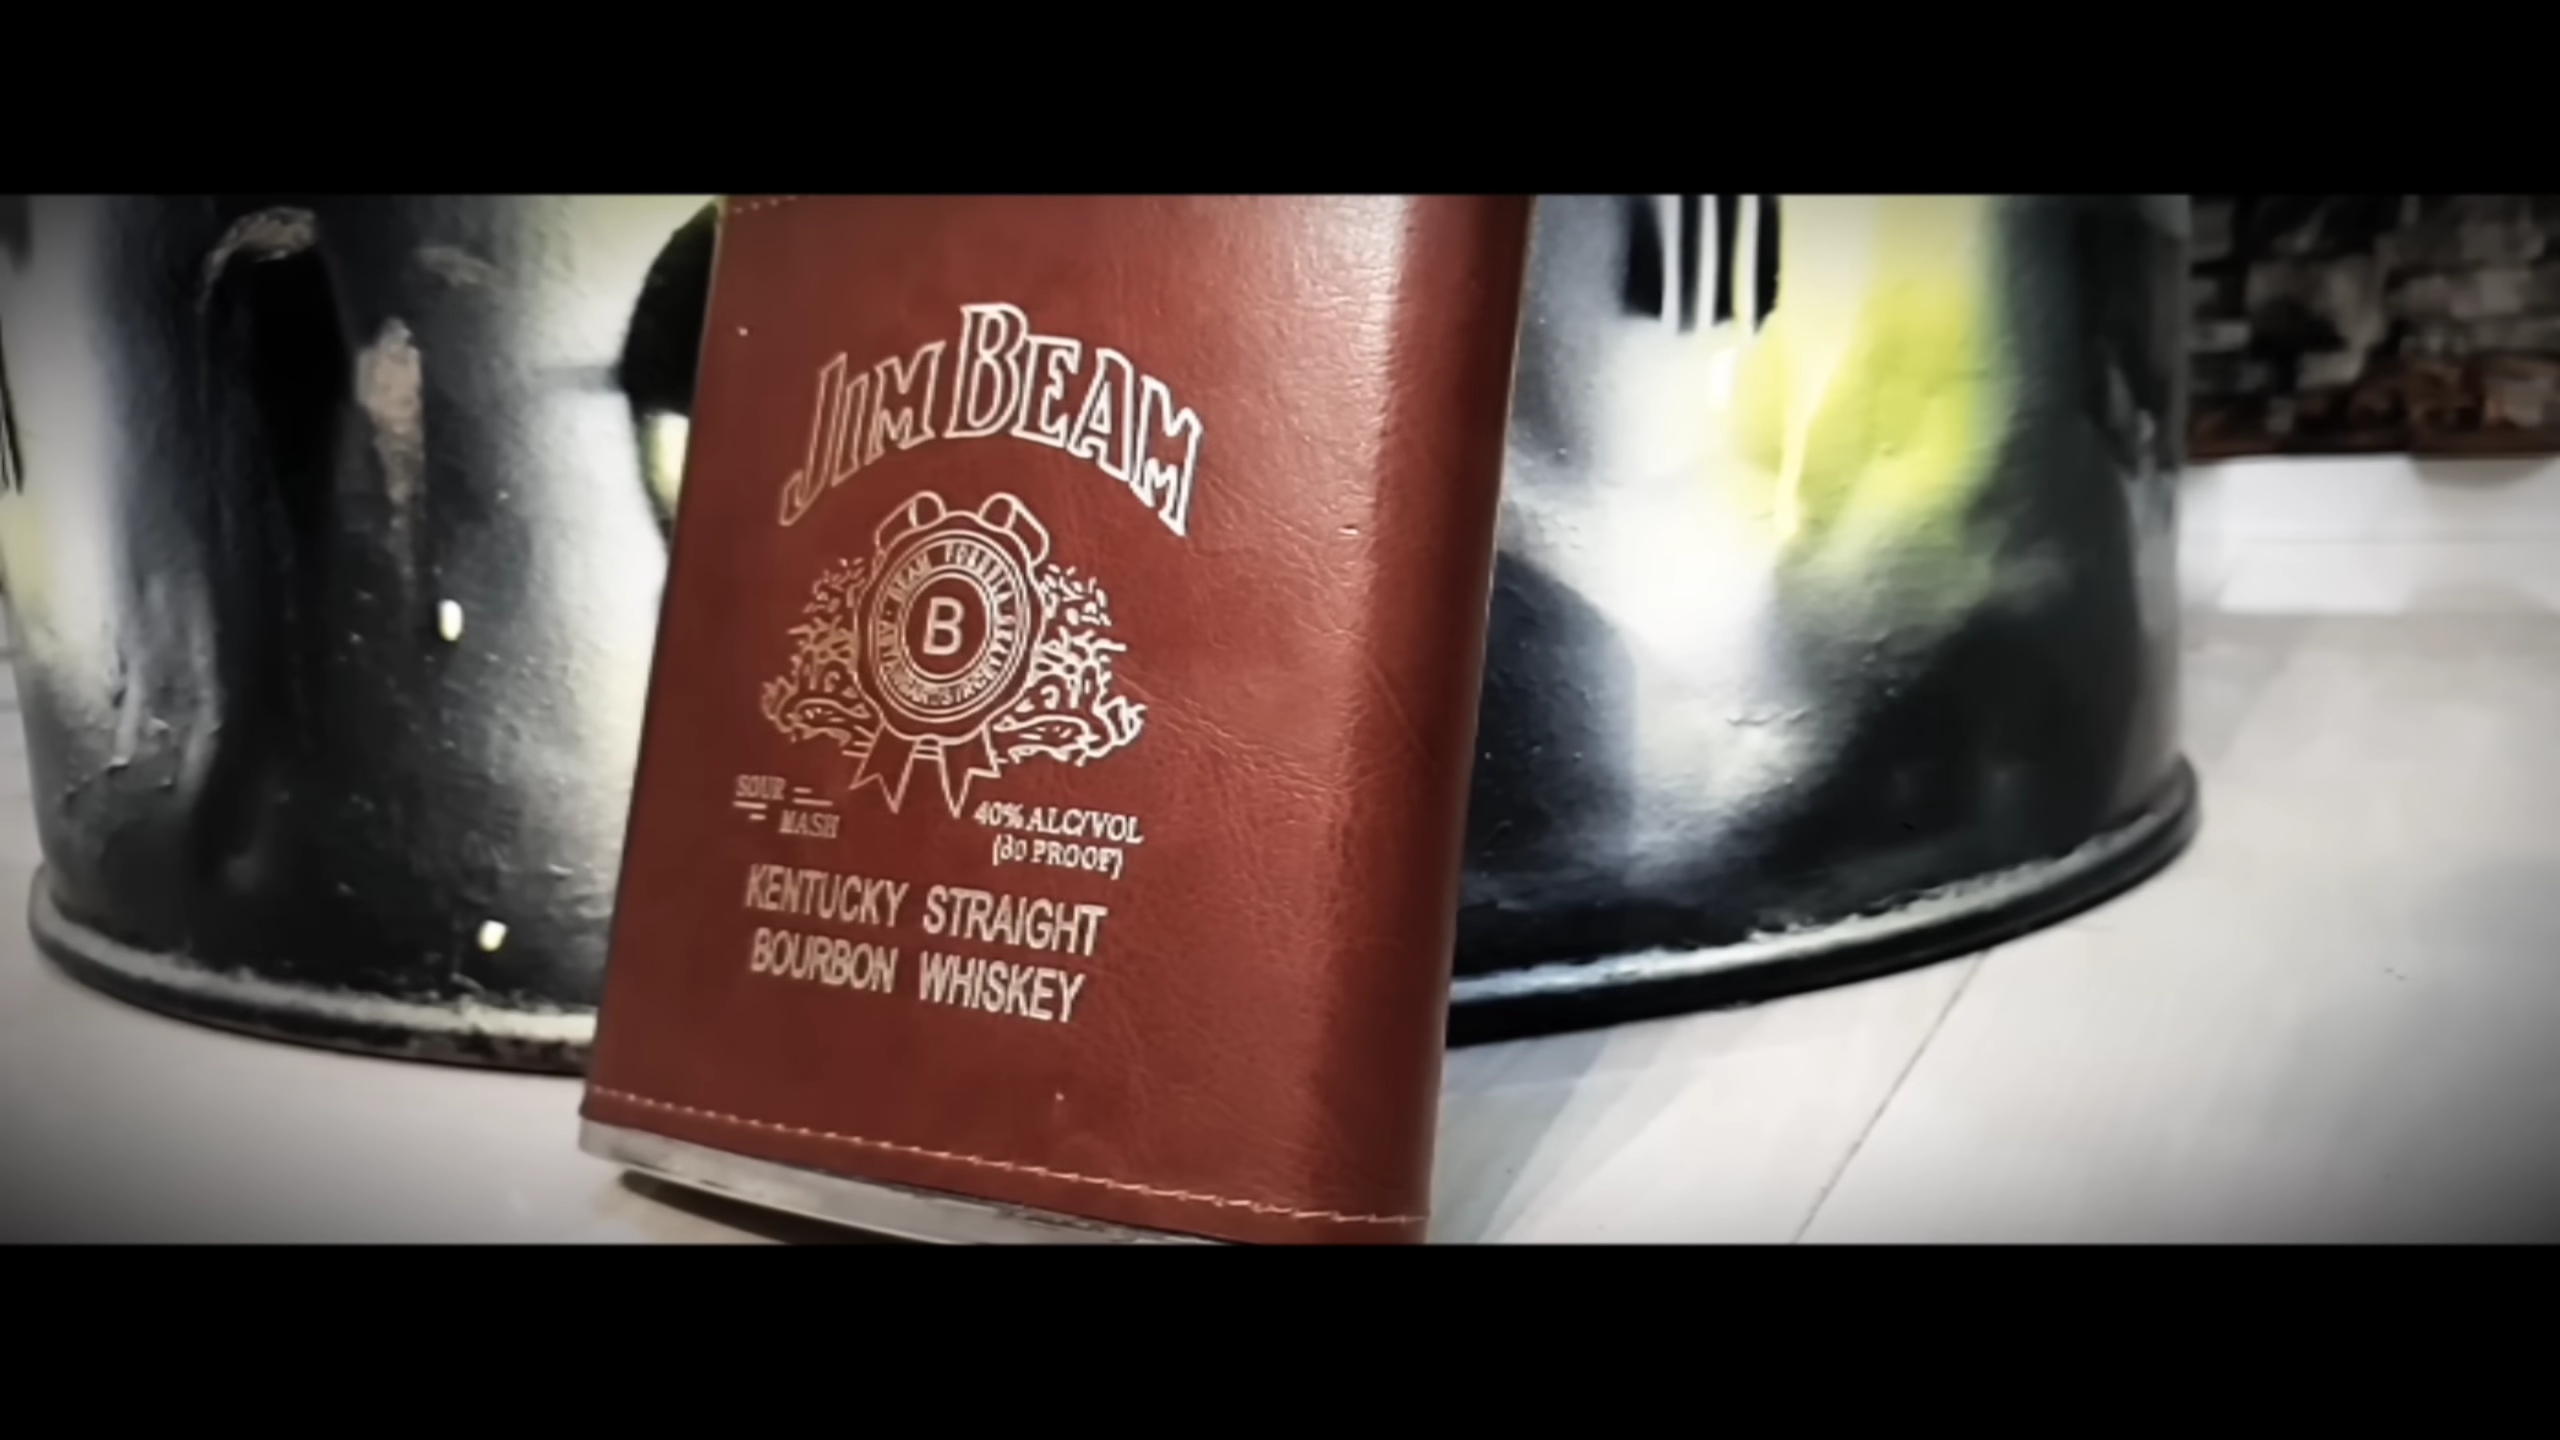 JIM BEAM
B
SOUR
MASH
40% ALC/VOL
(80 PROOF)
KENTUCKY STRAIGHT
BOURBON WHISKEY